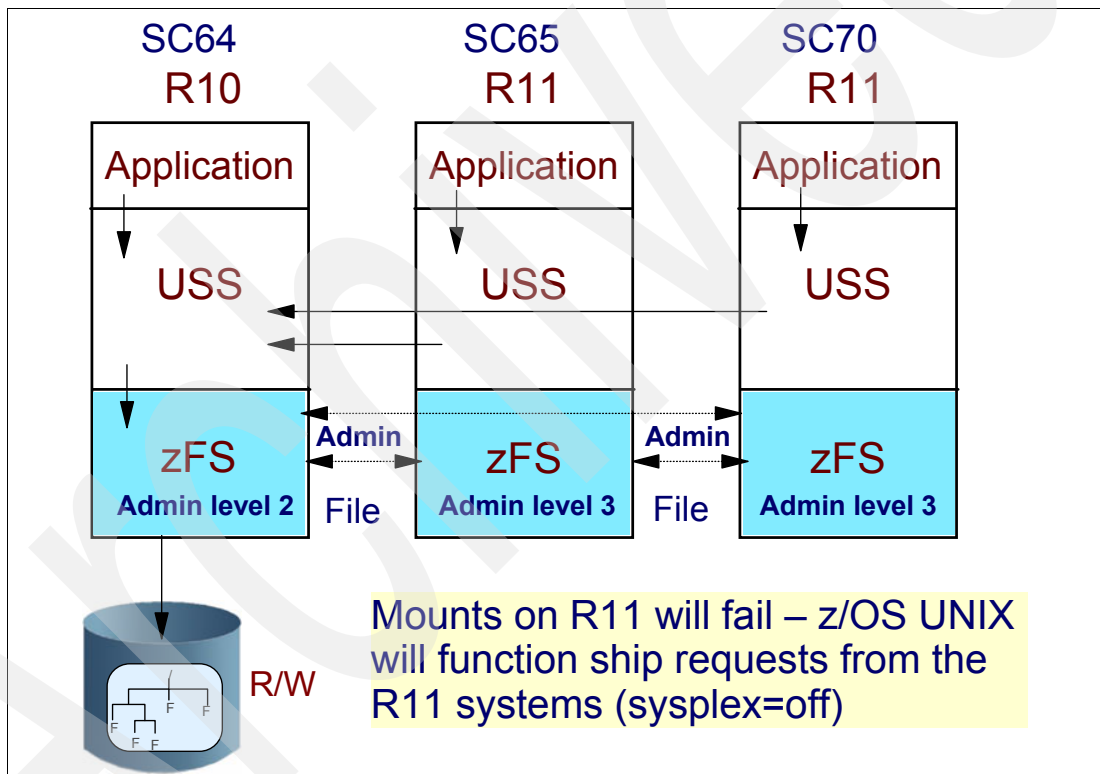 SC64 SC65 SC70
R10 R11 R11
Application Application Application
USS USS USS
Admin Admin
zFS zFS zFS
Admin level 2 File Admin level 3 File Admin level 3
R/W
F F
F
F F
Mounts on R11 will fail – z/OS UNIX
will function ship requests from the
R11 systems (sysplex=off)